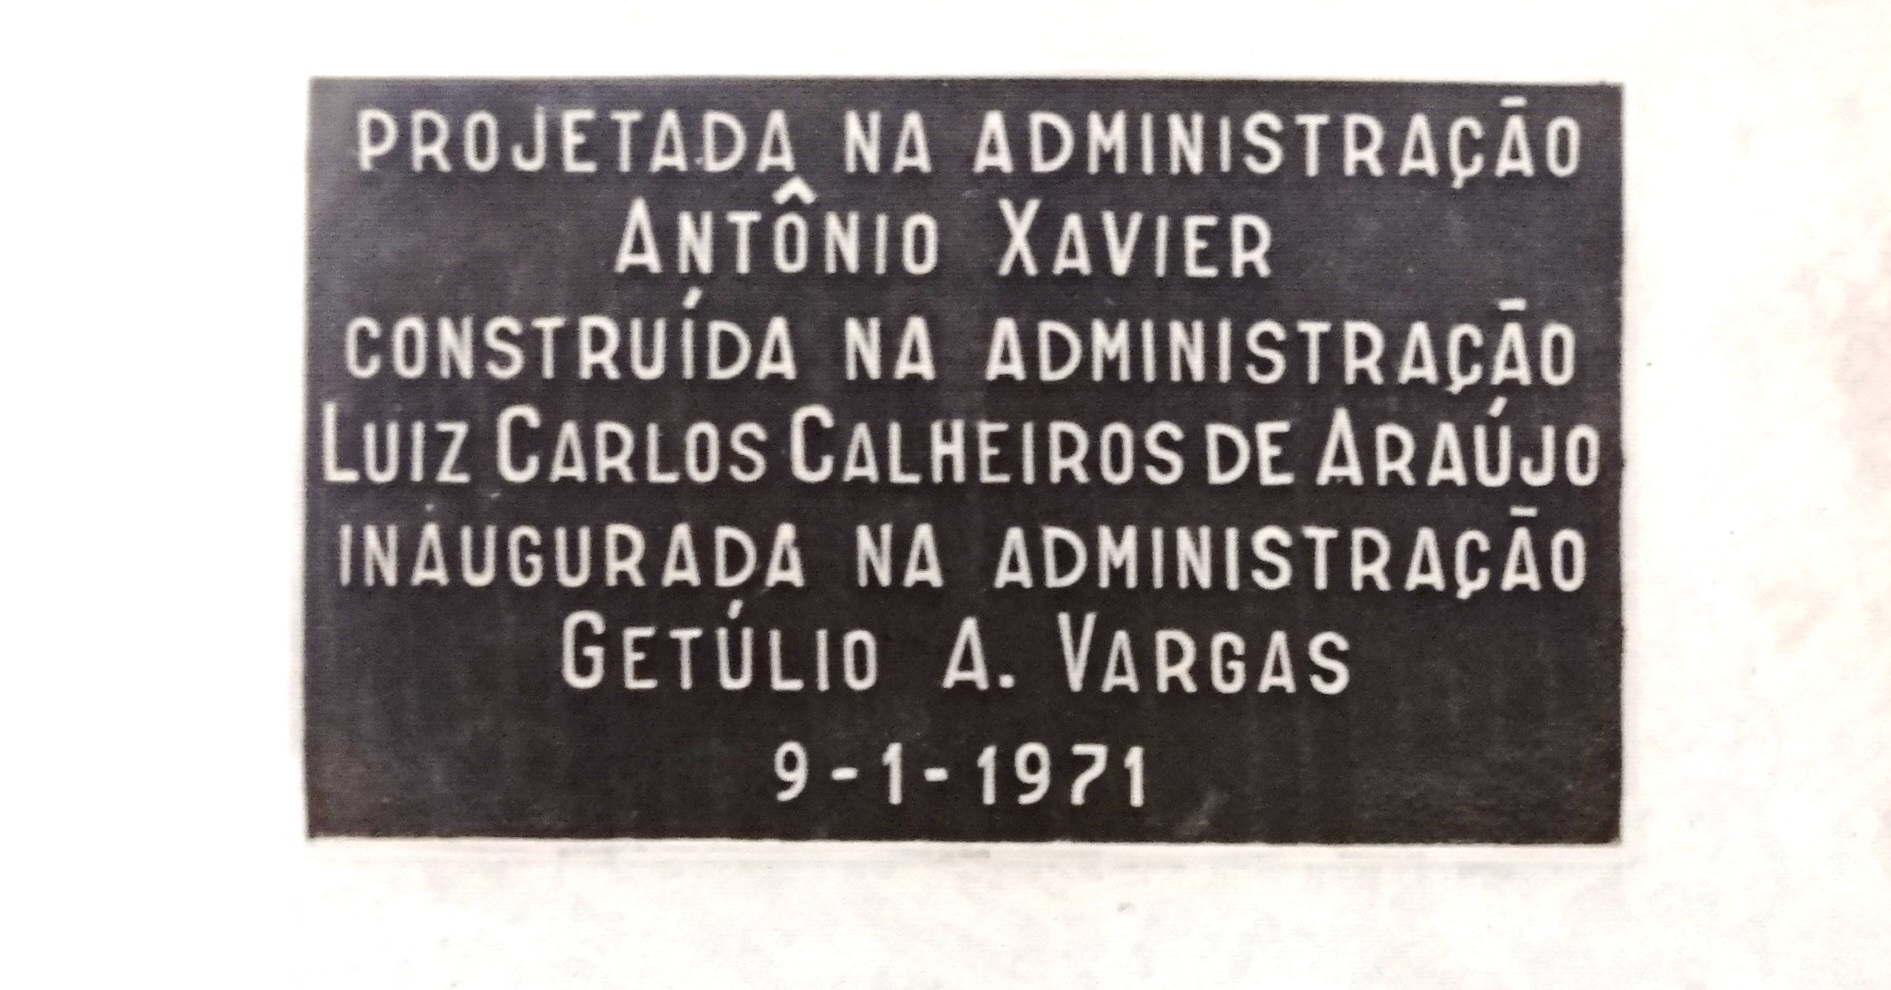 PROJETADA NA ADMINISTRAÇÃO
ANTÔNIO XAVIER
CONSTRUÍDA NA ADMINISTRAÇÃO
LUIZ CARLOS CALHEIROS DE ARAÚJO
INAUGURADA NA ADMINISTRAÇÃO
GETÚLIO A. VARGAS
9-1-1971